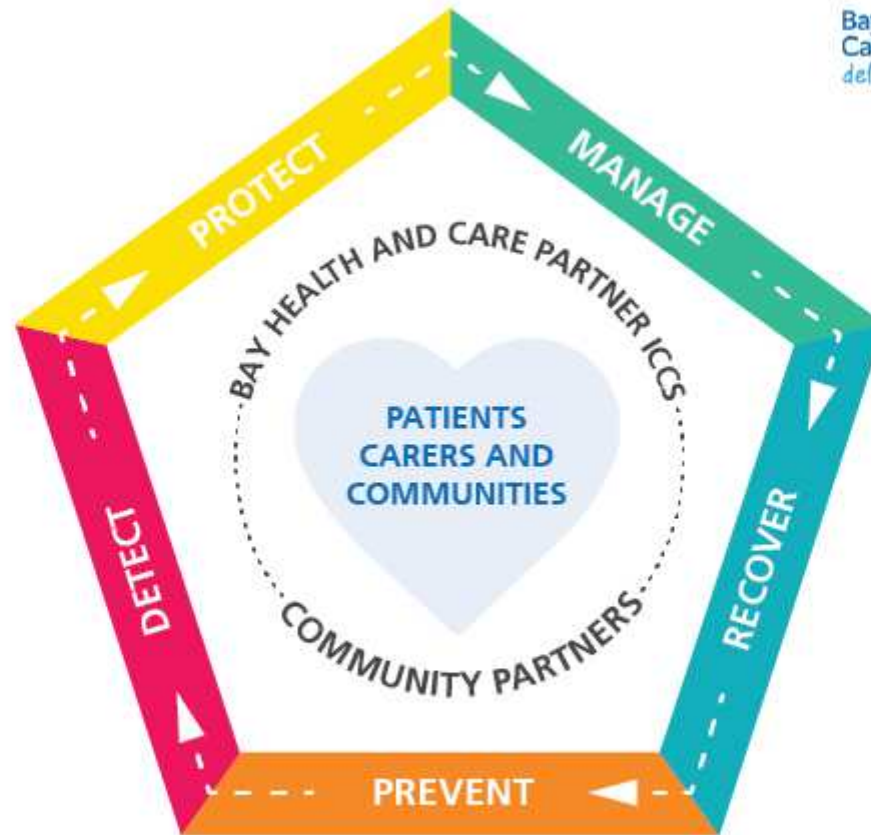 PROTECT
MANAGE
BAY HEALTH AND CARE PARTNER ICCS
PATIENTS
CARERS AND
COMMUNITIES
DETECT
RECOVER
COMMUNITY PARTNERS
PREVENT